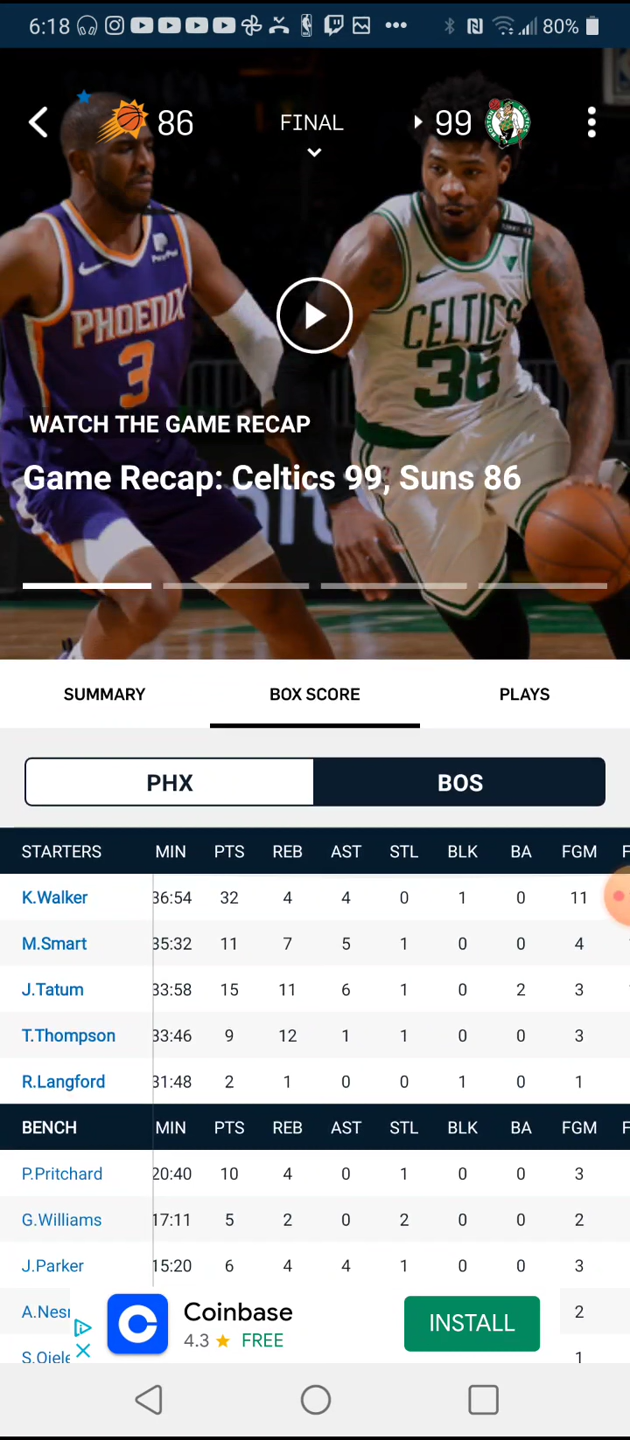 6:18 80%
86 FINAL 99
PayPal
PHOENIX
3
CELTICS
36
WATCH THE GAME RECAP
Game Recap: Celtics 99, Suns 86
SUMMARY BOX SCORE PLAYS
PHX BOS
STARTERS MIN PTS REB AST STL BLK BA FGM F
K.Walker 36:54 32 4 4 0 1 0 11
M.Smart 35:32 11 7 5 1 0 0 4
J.Tatum 33:58 15 11 6 1 0 2 3
T.Thompson 33:46 9 12 1 1 0 0 3
R.Langford 31:48 2 1 0 0 1 0 1
BENCH MIN PTS REB AST STL BLK BA FGM F
P.Pritchard 20:40 10 4 0 1 0 0 3
G.Williams 17:11 5 2 0 2 0 0 2
J.Parker 15:20 6 4 4 1 0 0 3
A.Nesi 2
S.Ojele 1
Coinbase
4.3 FREE
INSTALL